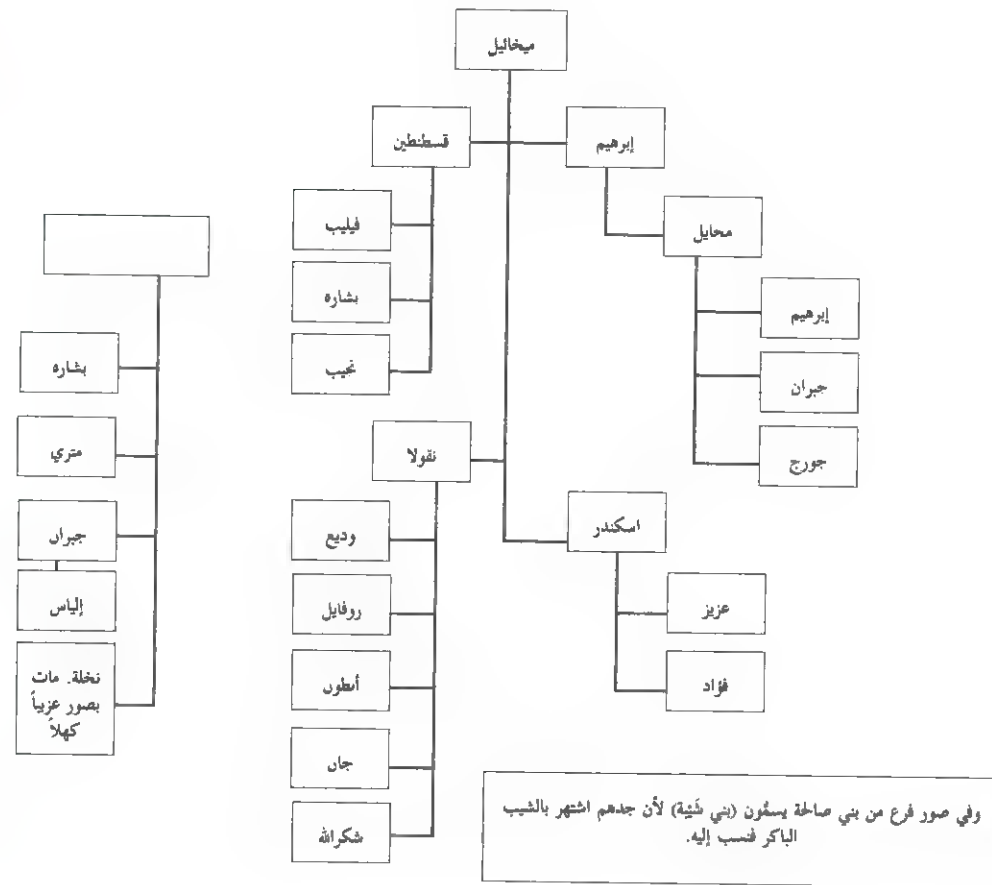 ميخائيل
إبرهيم
قسطنطين
محايل
إبرهيم
جبران
جورج
فيليب
بشاره
نجيب
نقولا
وديع
روفايل
أنطون
جان
شكرالله
اسكندر
عزيز
فؤاد
بشاره
متري
جبران
إلياس
نخلة. مات
بصور عزيباً
كهلاً
وفي صور فرع من بني صالحة يسمّون (بني شَيْبة) لأن جدهم اشتهر بالشيب
الباكر فنسب إليه.